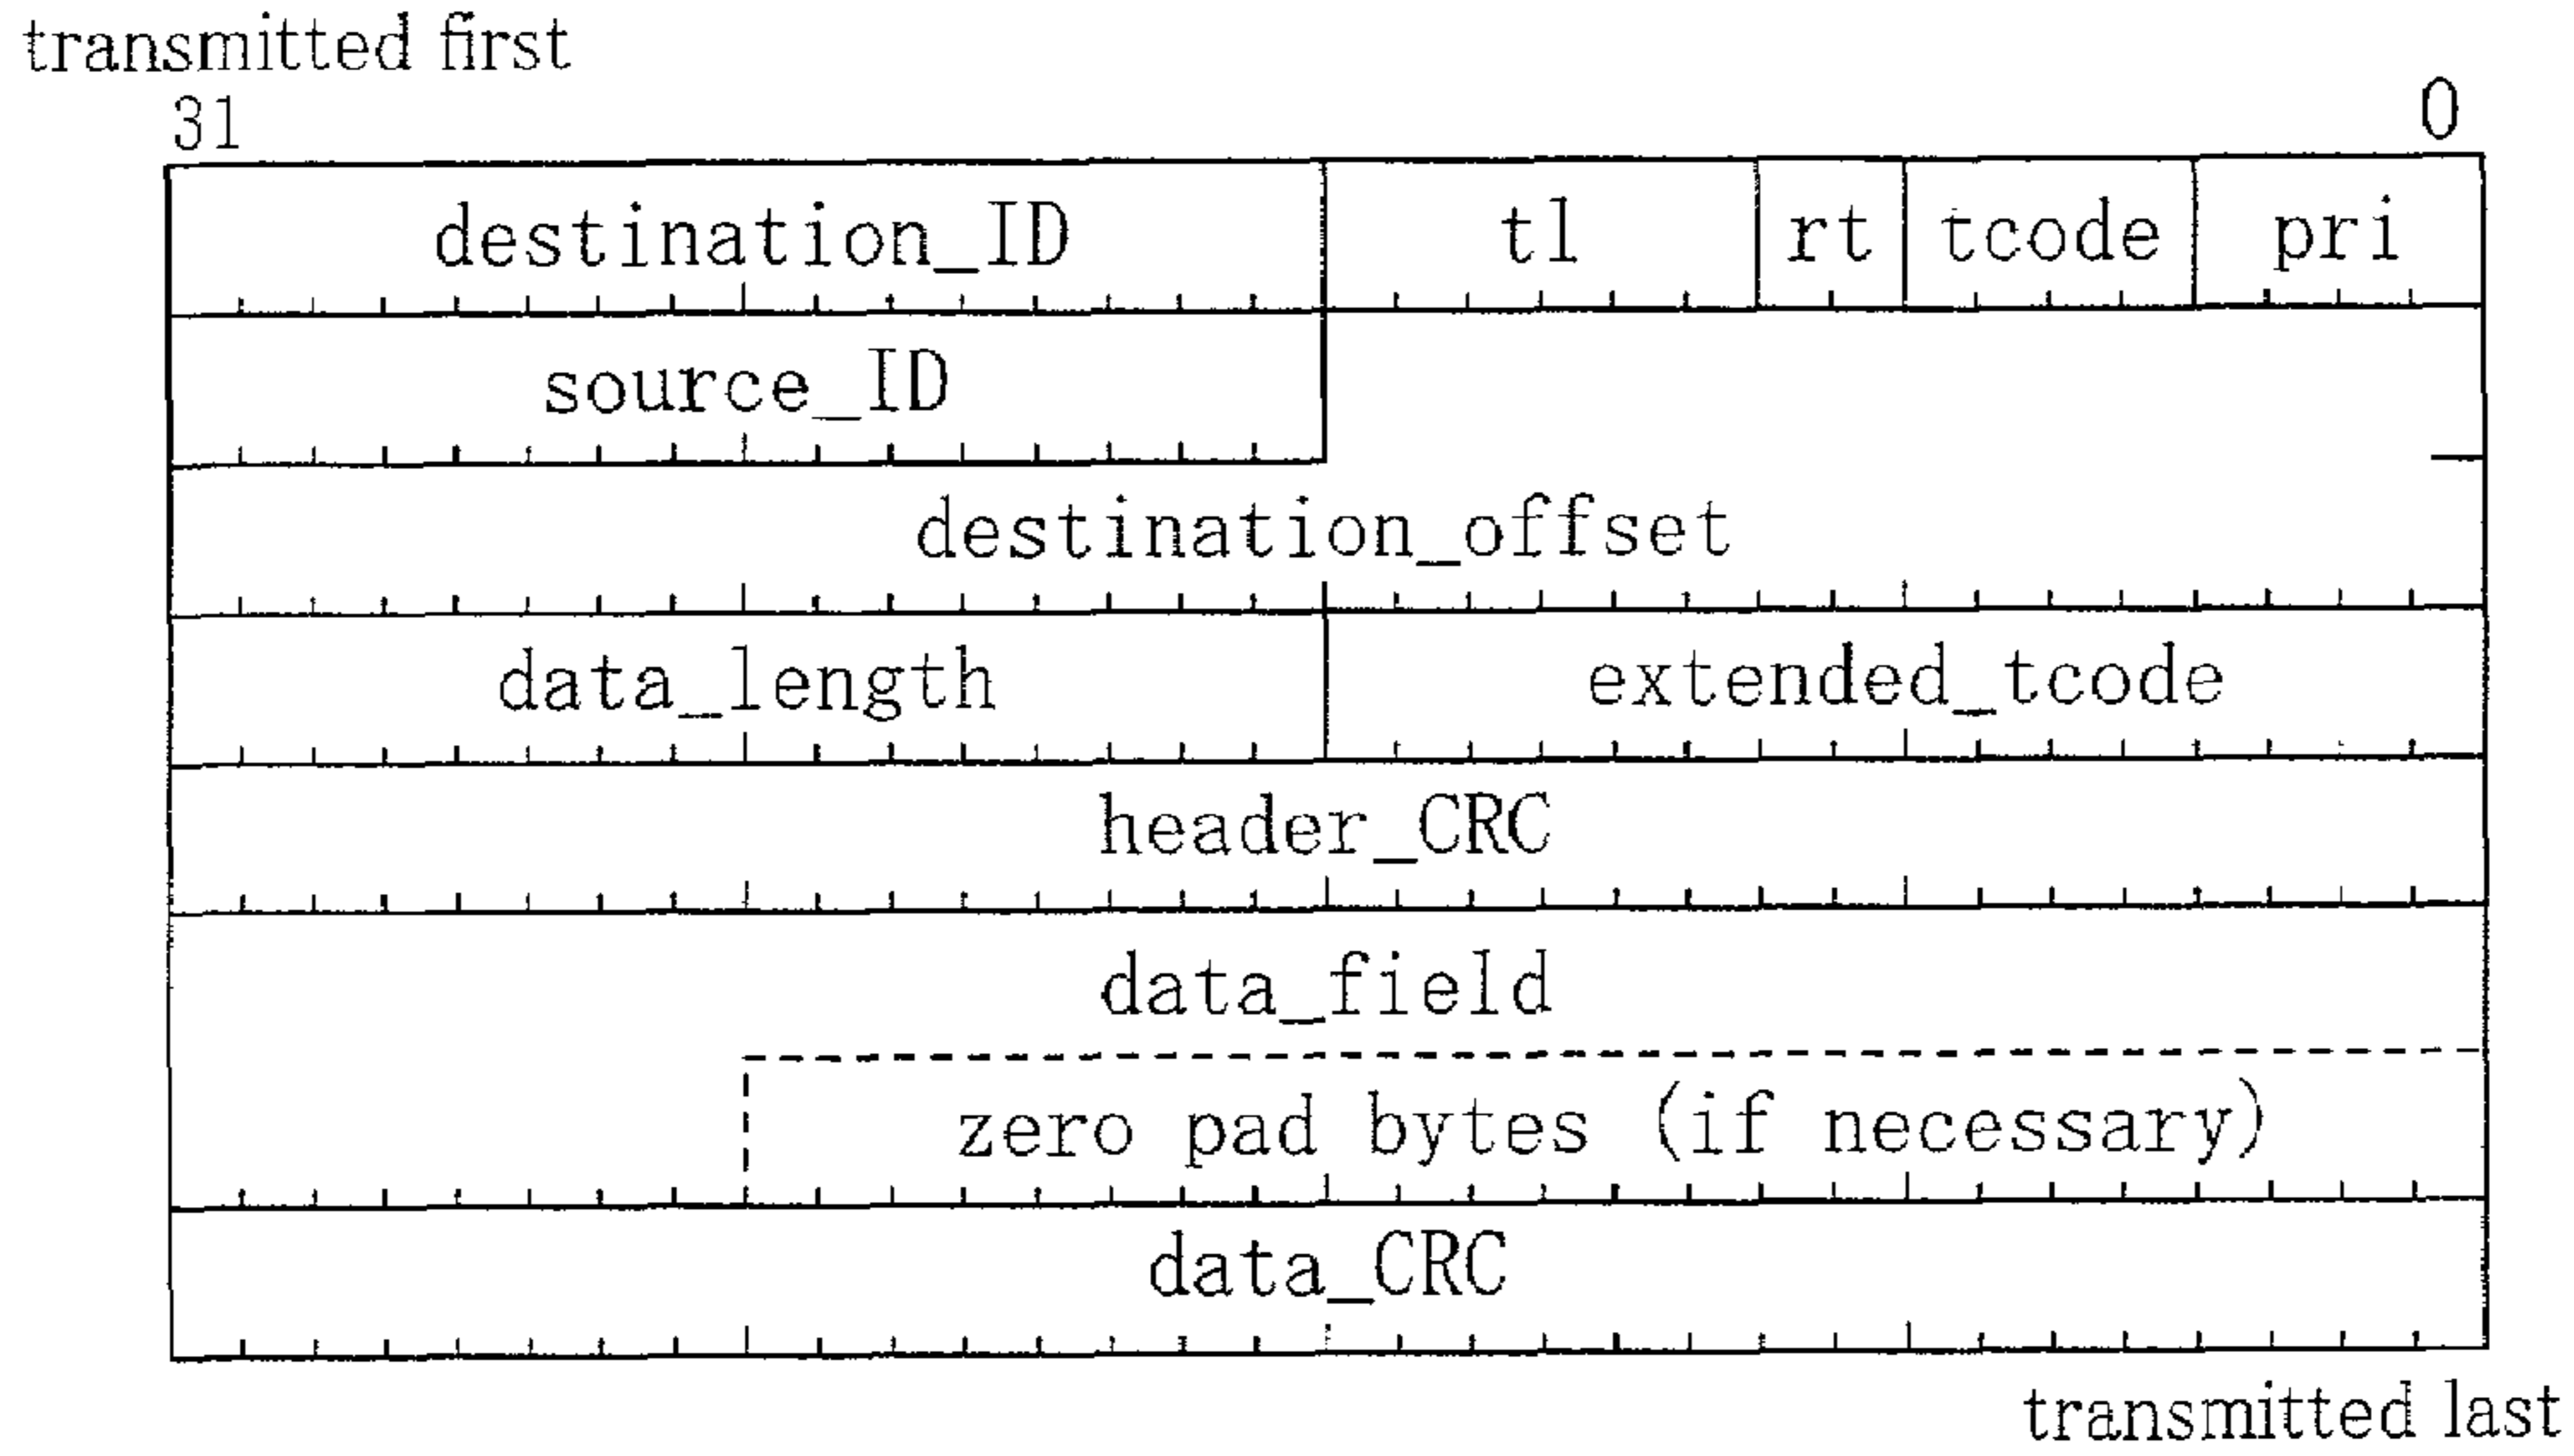 transmitted first
31 0
destination_ID tl rt tcode pri
source_ID
destination_offset
data_length extended_tcode
header_CRC
data_field
zero pad bytes (if necessary)
data_CRC
transmitted last